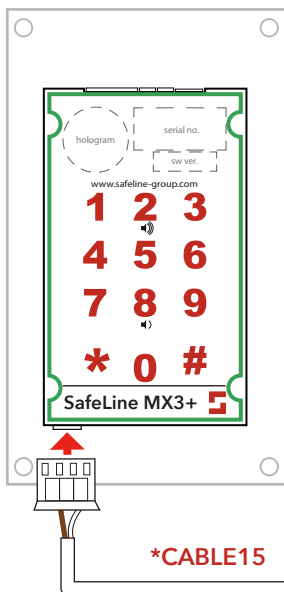 hologram
serial no.
sw ver.
www.safeline-group.com
1 2 3
4 5 6
7 8 9
* 0 #
SafeLine MX3+
*CABLE15